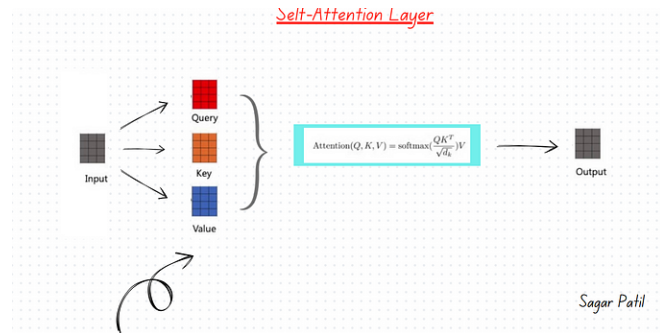 Self-Attention Layer
Query
Input
Key
Value
Attention(Q, K, V) = softmax(QK^T/√d_k)V
Output
Sagar Patil